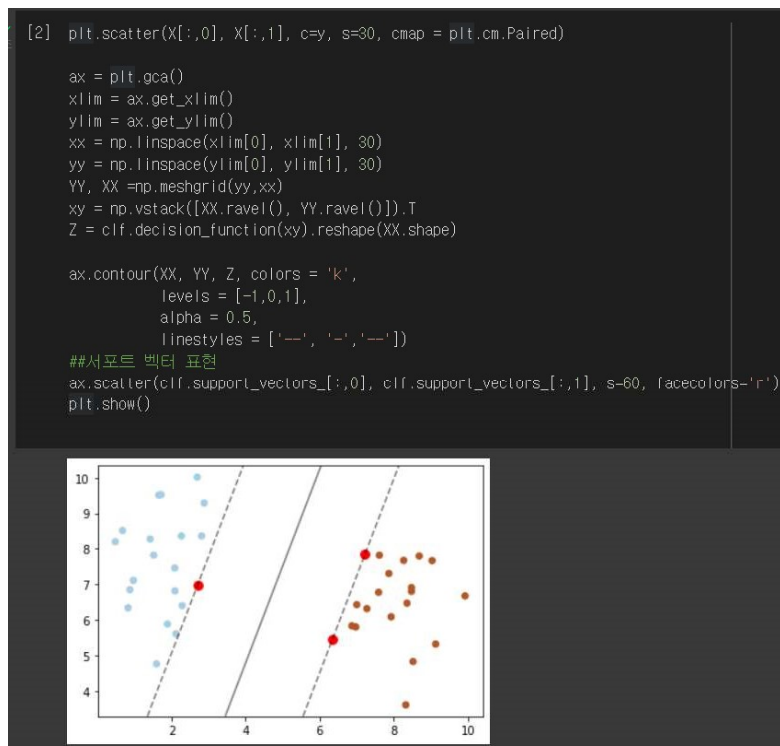 [2] plt.scatter(X[:,0], X[:,1], c=y, s=30, cmap = plt.cm.Paired)
ax = plt.gca()
xlim = ax.get_xlim()
ylim = ax.get_ylim()
xx = np.linspace(xlim[0], xlim[1], 30)
yy = np.linspace(ylim[0], ylim[1], 30)
YY, XX =np.meshgrid(yy,xx)
xy = np.vstack([XX.ravel(), YY.ravel()]).T
Z = clf.decision_function(xy).reshape(XX.shape)
ax.contour(XX, YY, Z, colors = 'k',
levels = [-1,0,1],
alpha = 0.5,
linestyles = ['--', '-','--'])
##서포트 벡터 표현
ax.scatter(clf.support_vectors_[:,0], clf.support_vectors_[:,1], s=60, facecolors='r')
plt.show()
10
9
8
7
6
5
4
2 4 6 8 10